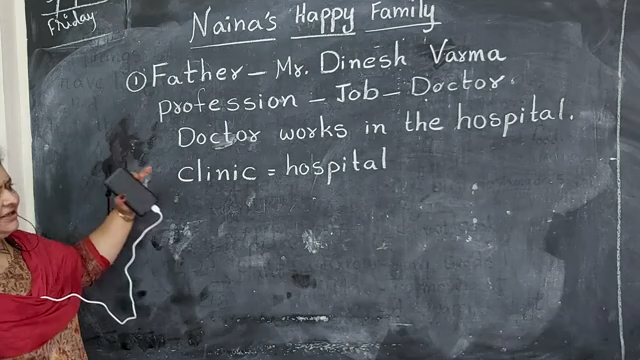 Friday
Naina's Happy Family
① Father – Mr. Dinesh Varma
Profession – Job – Doctor.
Doctor works in the hospital.
Clinic = hospital